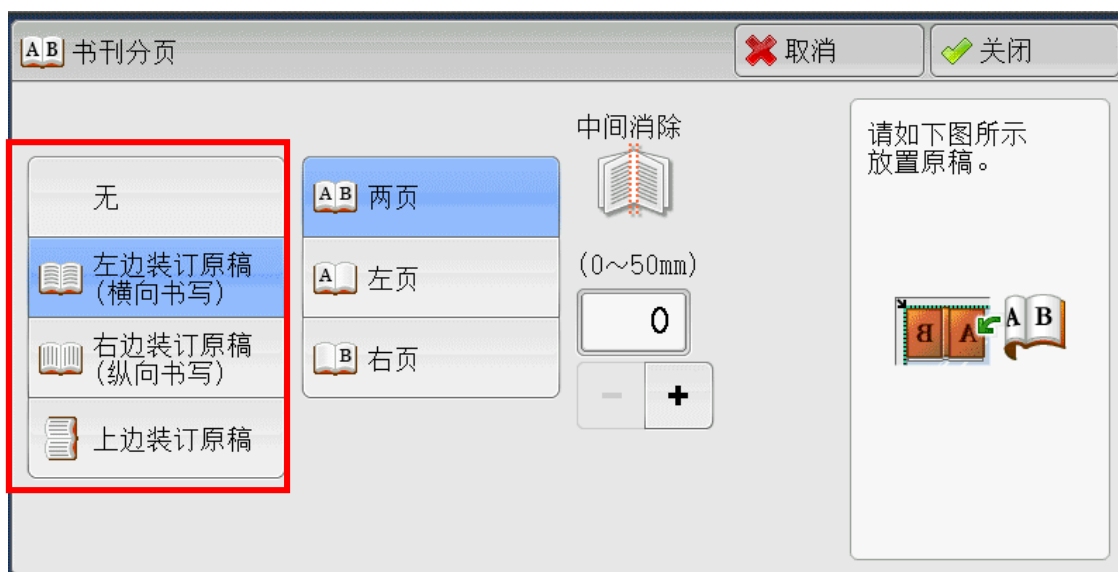 AB 书刊分页
取消
关闭
无
左边装订原稿
(横向书写)
右边装订原稿
(纵向书写)
上边装订原稿
AB 两页
A 左页
B 右页
中间消除
(0～50mm)
0
－
+
请如下图所示
放置原稿。
B A A B